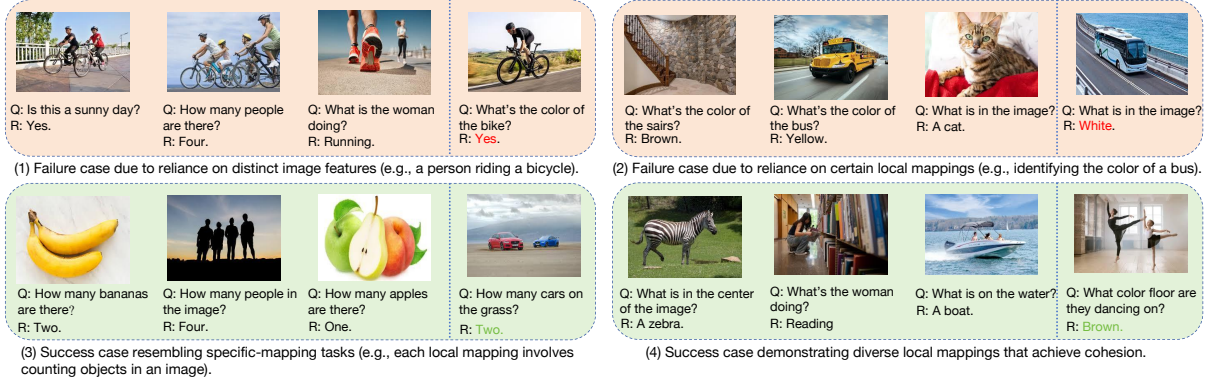 Q: Is this a sunny day?
R: Yes.
Q: How many people
are there?
R: Four.
Q: What is the woman
doing?
R: Running.
Q: What's the color of
the bike?
R: Yes.
(1) Failure case due to reliance on distinct image features (e.g., a person riding a bicycle).
Q: What's the color of
the sairs?
R: Brown.
Q: What's the color of
the bus?
R: Yellow.
Q: What is in the image?
R: A cat.
Q: What is in the image?
R: White.
(2) Failure case due to reliance on certain local mappings (e.g., identifying the color of a bus).
Q: How many bananas
are there?
R: Two.
Q: How many people in
the image?
R: Four.
Q: How many apples
are there?
R: One.
Q: How many cars on
the grass?
R: Two.
(3) Success case resembling specific-mapping tasks (e.g., each local mapping involves
counting objects in an image).
Q: What is in the center
of the image?
R: A zebra.
Q: What's the woman
doing?
R: Reading
Q: What is on the water?
R: A boat.
Q: What color floor are
they dancing on?
R: Brown.
(4) Success case demonstrating diverse local mappings that achieve cohesion.